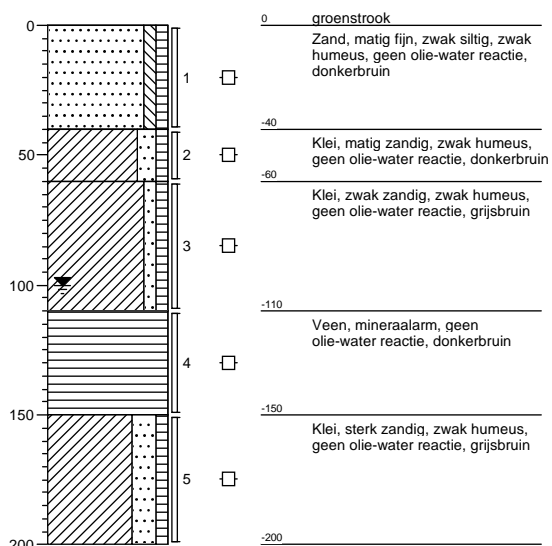 0
0 groenstrook
Zand, matig fijn, zwak siltig, zwak
humeus, geen olie-water reactie,
donkerbruin
1
-40
Klei, matig zandig, zwak humeus,
geen olie-water reactie, donkerbruin
2
50
-60
Klei, zwak zandig, zwak humeus,
geen olie-water reactie, grijsbruin
3
100
-110
Veen, mineraalarm, geen
olie-water reactie, donkerbruin
4
150
-150
Klei, sterk zandig, zwak humeus,
geen olie-water reactie, grijsbruin
5
200
-200